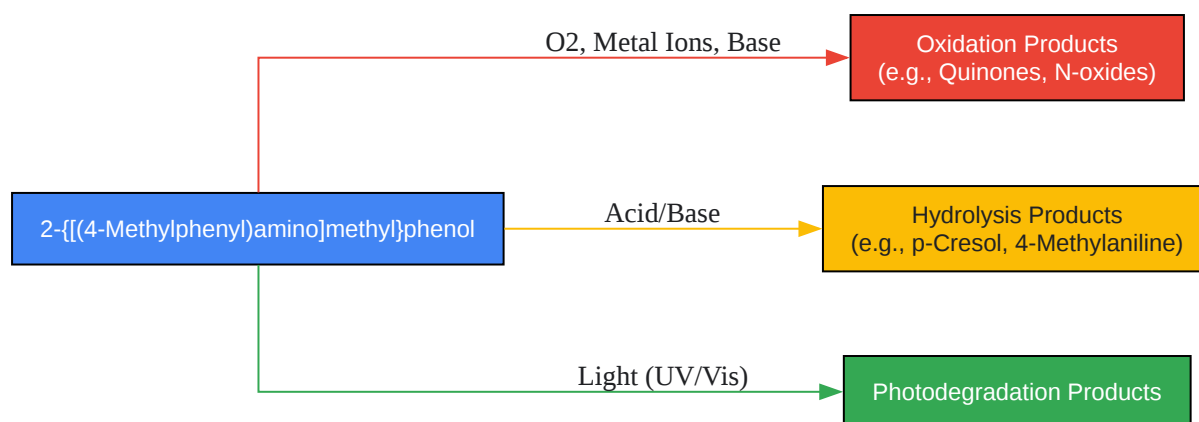 O2, Metal Ions, Base
Oxidation Products
(e.g., Quinones, N-oxides)
2-{[(4-Methylphenyl)amino]methyl}phenol
Acid/Base
Hydrolysis Products
(e.g., p-Cresol, 4-Methylaniline)
Light (UV/Vis)
Photodegradation Products